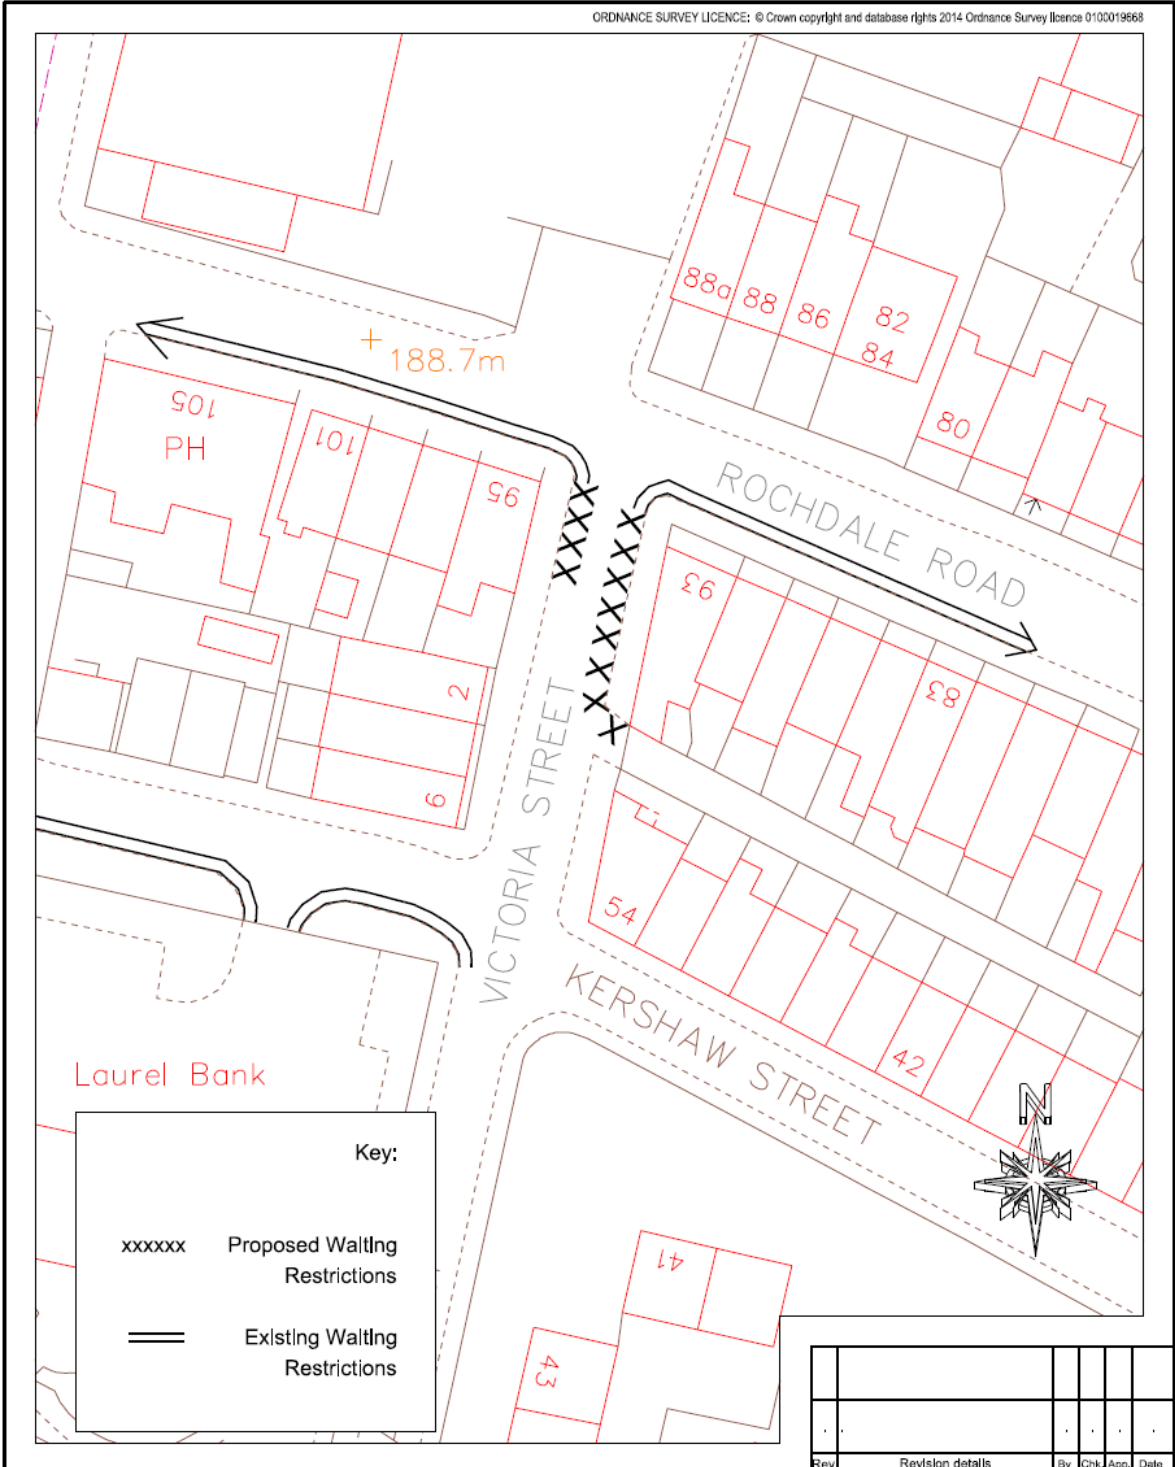 ORDNANCE SURVEY LICENCE: © Crown copyright and database rights 2014 Ordnance Survey licence 0100019668
88a
88
86
82
84
80
188.7m
105
PH
101
95
ROCHDALE ROAD
93
83
2
6
VICTORIA STREET
54
KERSHAW STREET
42
Laurel Bank
N
Key:
xxxxxx Proposed Waiting
Restrictions
Existing Waiting
Restrictions
41
43
Rev Revision details By Chk App. Date